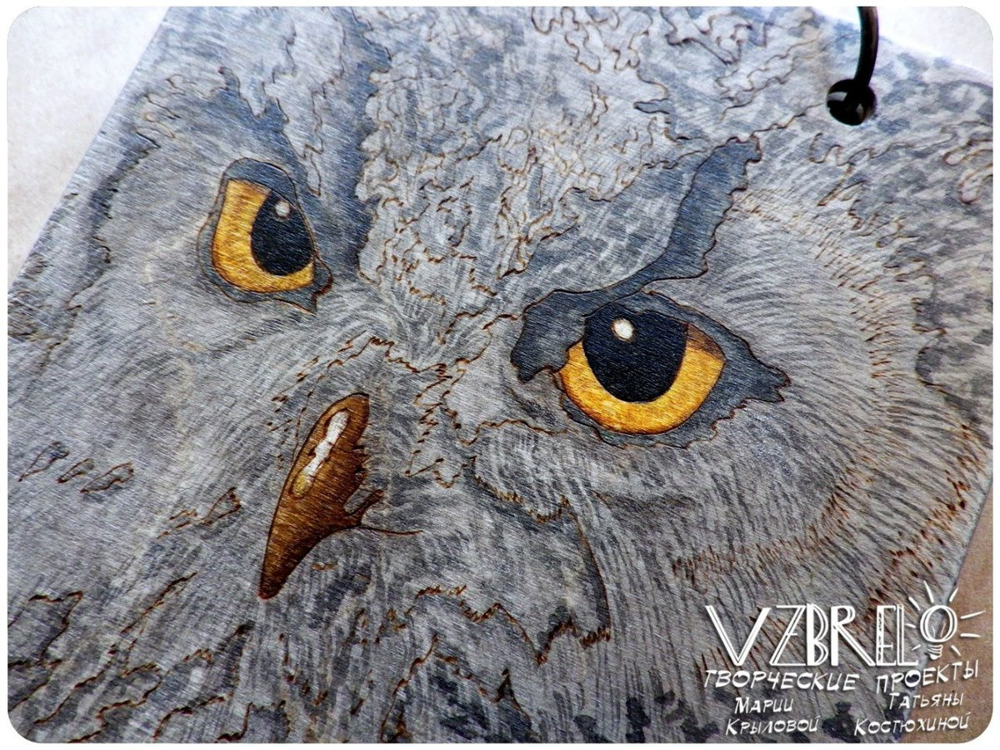 VZBRELO
ТВОРЧЕСКИЕ ПРОЕКТЫ
Марии Татьяны
Крыловой Костюхиной